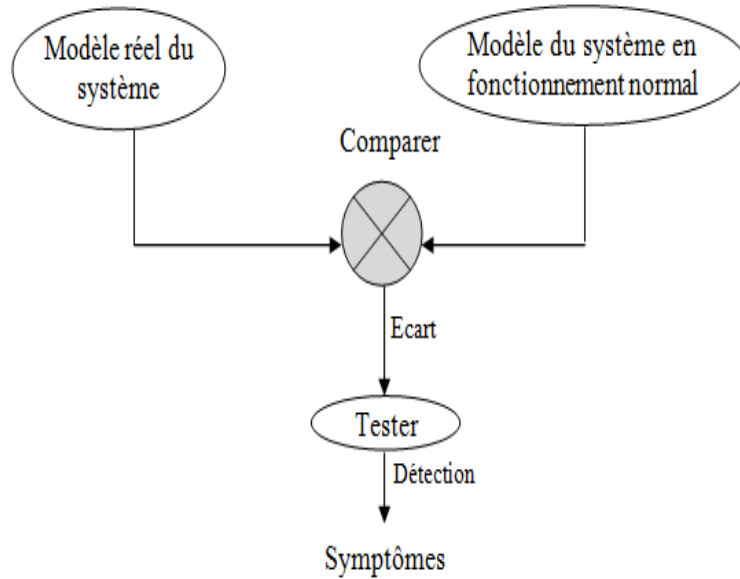 Modèle réel du
système
Modèle du système en
fonctionnement normal
Comparer
Ecart
Tester
Détection
Symptômes